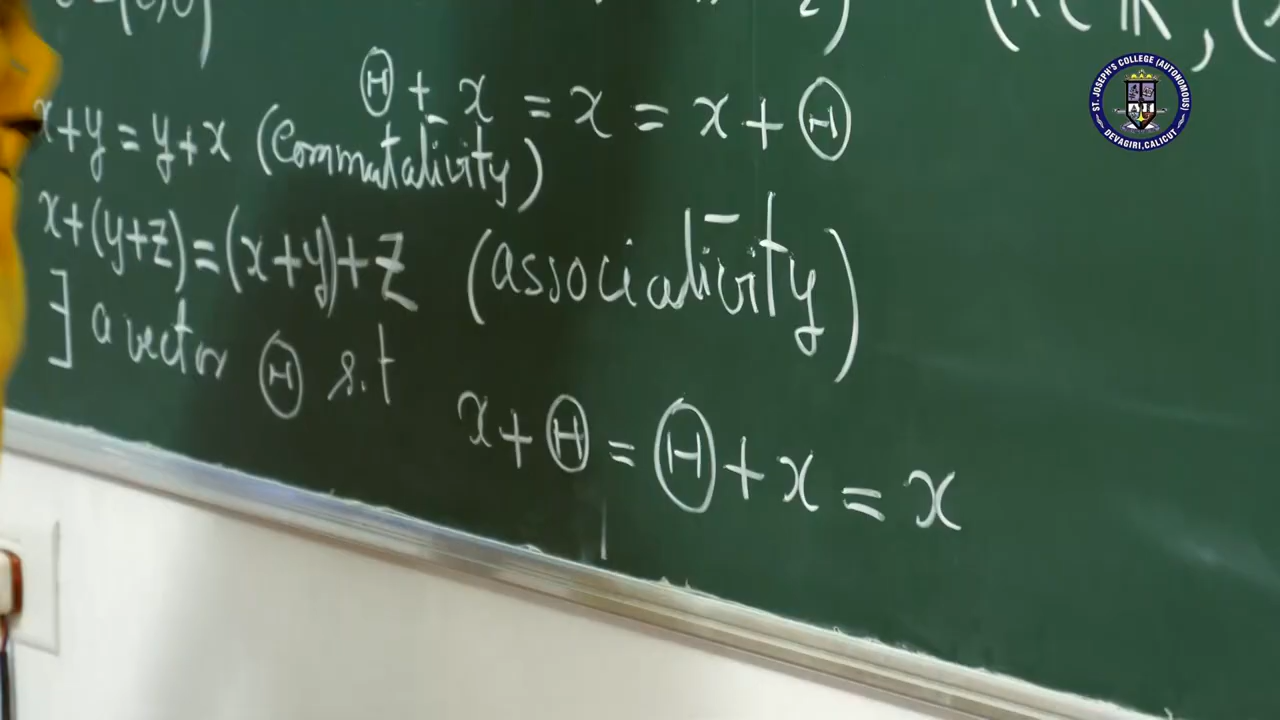 Θ + x = x = x + Θ
x+y = y+x (Commutativity)
x+(y+z)=(x+y)+z (associativity)
∃ a vector Θ s.t
x + Θ = Θ + x = x
ST. JOSEPH'S COLLEGE (AUTONOMOUS)
DEVAGIRI, CALICUT